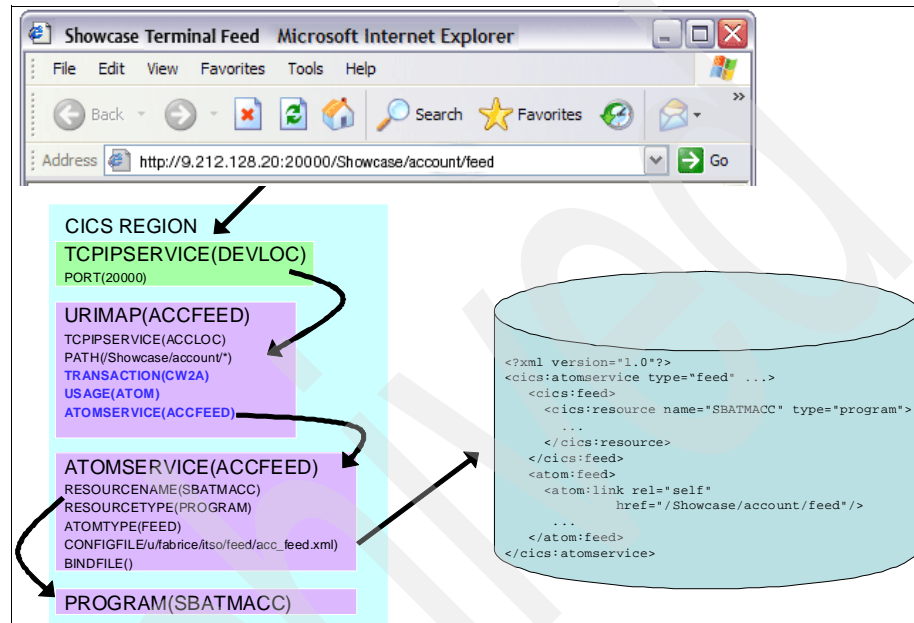 Showcase Terminal Feed Microsoft Internet Explorer
File Edit View Favorites Tools Help
Back Search Favorites »
Address http://9.212.128.20:20000/Showcase/account/feed Go
CICS REGION
TCPIPSERVICE(DEVLOC)
PORT(20000)
URIMAP(ACCFEED)
TCPIPSERVICE(ACCLOC)
PATH(/Showcase/account/*)
TRANSACTION(CW2A)
USAGE(ATOM)
ATOMSERVICE(ACCFEED)
ATOMSERVICE(ACCFEED)
RESOURCENAME(SBATMACC)
RESOURCETYPE(PROGRAM)
ATOMTYPE(FEED)
CONFIGFILE/u/fabrice/itso/feed/acc_feed.xml)
BINDFILE()
PROGRAM(SBATMACC)
<?xml version="1.0"?>
<cics:atomservice type="feed" ...>
<cics:feed>
<cics:resource name="SBATMACC" type="program">
...
</cics:resource>
</cics:feed>
<atom:feed>
<atom:link rel="self"
href="/Showcase/account/feed"/>
...
</atom:feed>
</cics:atomservice>